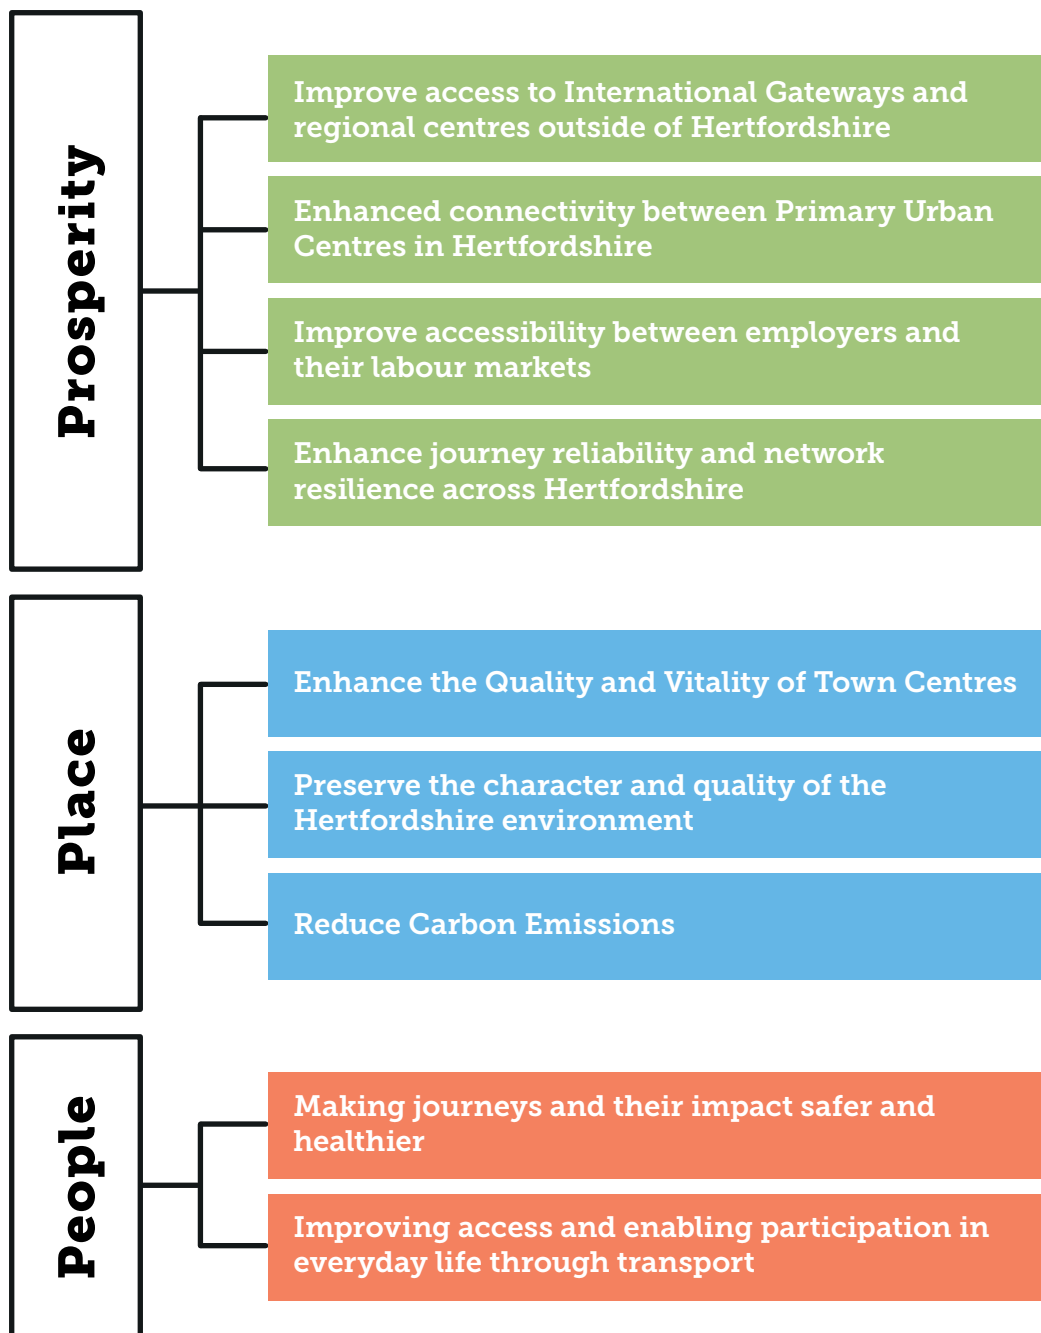 Prosperity
Improve access to International Gateways and
regional centres outside of Hertfordshire
Enhanced connectivity between Primary Urban
Centres in Hertfordshire
Improve accessibility between employers and
their labour markets
Enhance journey reliability and network
resilience across Hertfordshire
Place
Enhance the Quality and Vitality of Town Centres
Preserve the character and quality of the
Hertfordshire environment
Reduce Carbon Emissions
People
Making journeys and their impact safer and
healthier
Improving access and enabling participation in
everyday life through transport